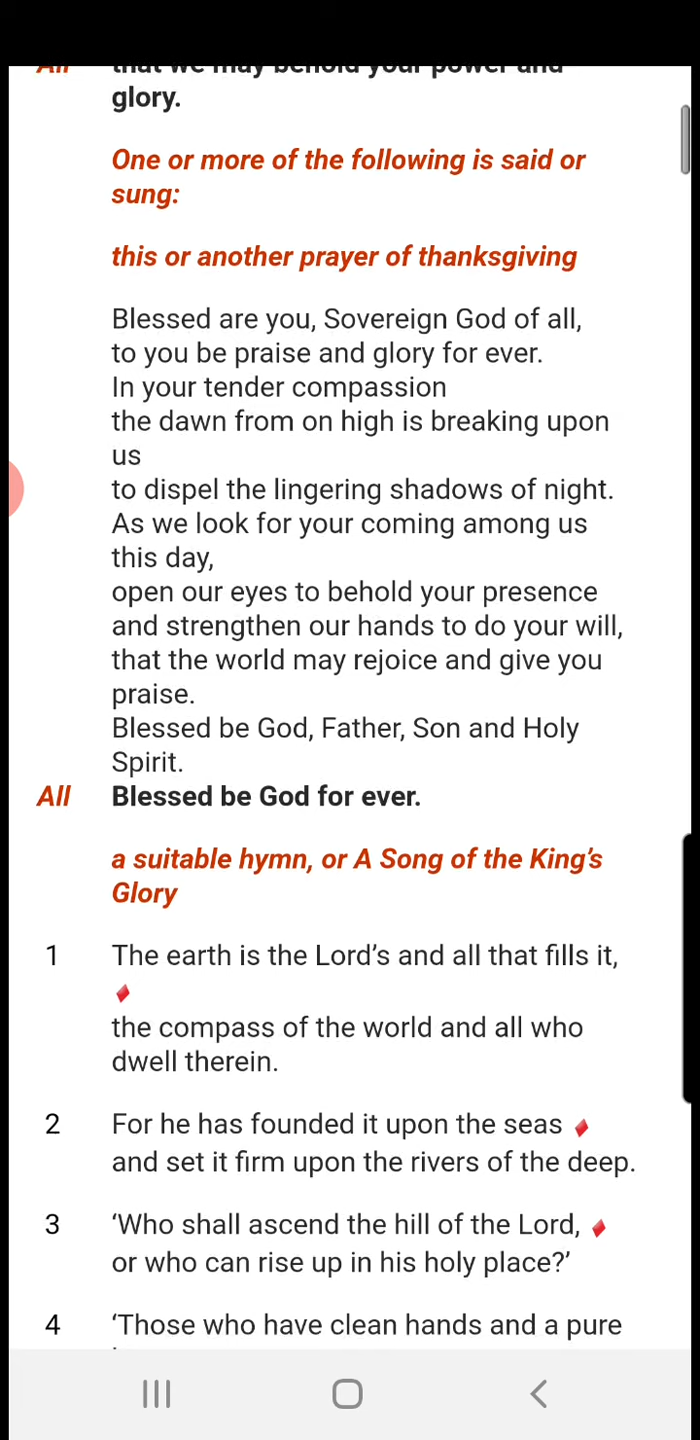 All that we may behold your power and
glory.
One or more of the following is said or
sung:
this or another prayer of thanksgiving
Blessed are you, Sovereign God of all,
to you be praise and glory for ever.
In your tender compassion
the dawn from on high is breaking upon
us
to dispel the lingering shadows of night.
As we look for your coming among us
this day,
open our eyes to behold your presence
and strengthen our hands to do your will,
that the world may rejoice and give you
praise.
Blessed be God, Father, Son and Holy
Spirit.
All Blessed be God for ever.
a suitable hymn, or A Song of the King’s
Glory
1 The earth is the Lord’s and all that fills it,
♦
the compass of the world and all who
dwell therein.
2 For he has founded it upon the seas ♦
and set it firm upon the rivers of the deep.
3 ‘Who shall ascend the hill of the Lord, ♦
or who can rise up in his holy place?’
4 ‘Those who have clean hands and a pure